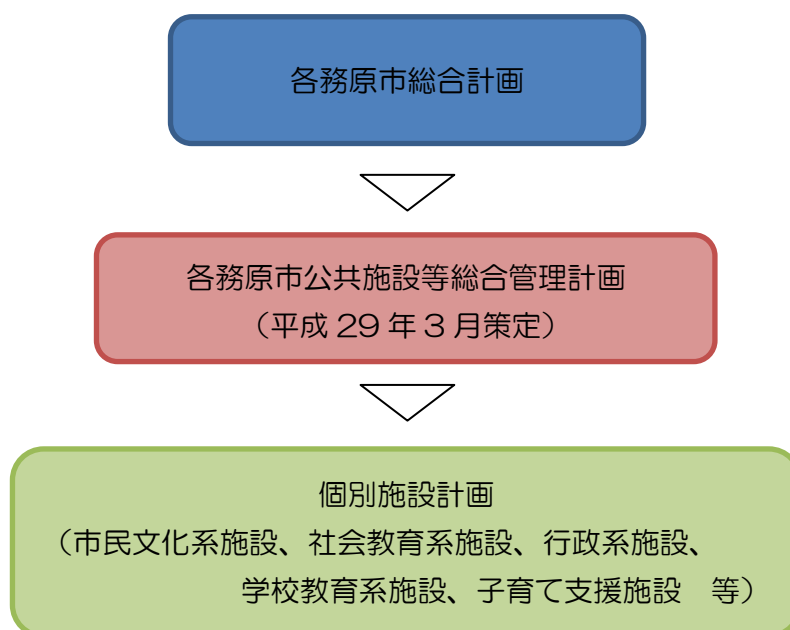 各務原市総合計画
各務原市公共施設等総合管理計画
（平成 29 年 3 月策定）
個別施設計画
（市民文化系施設、社会教育系施設、行政系施設、
学校教育系施設、子育て支援施設　等）